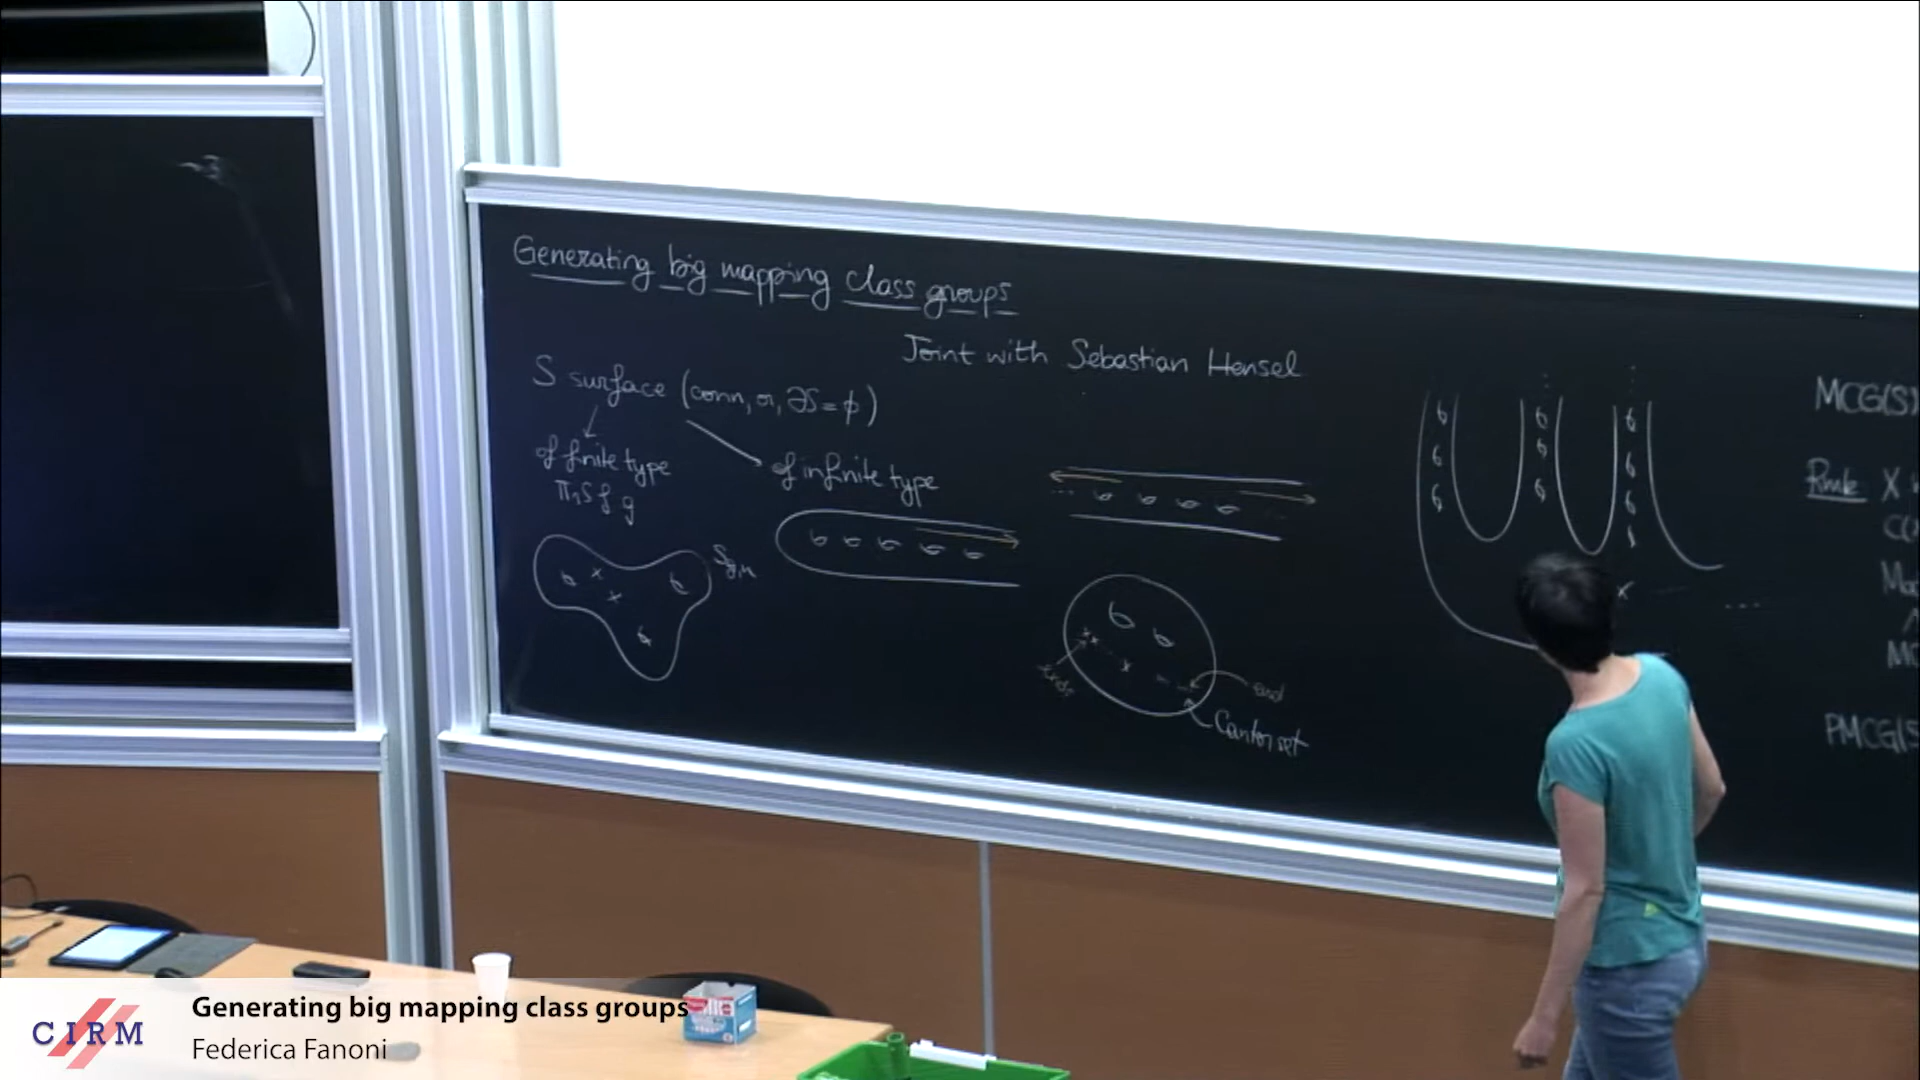 Generating big mapping class groups
Joint with Sebastian Hensel
S surface (conn, or, ∂S = ϕ)
of finite type
π₁S f g
of infinite type
S_{g,n}
ends
end
Cantor set
MCG(S)
Rmk X
PMCG(S
CIRM
Generating big mapping class groups
Federica Fanoni